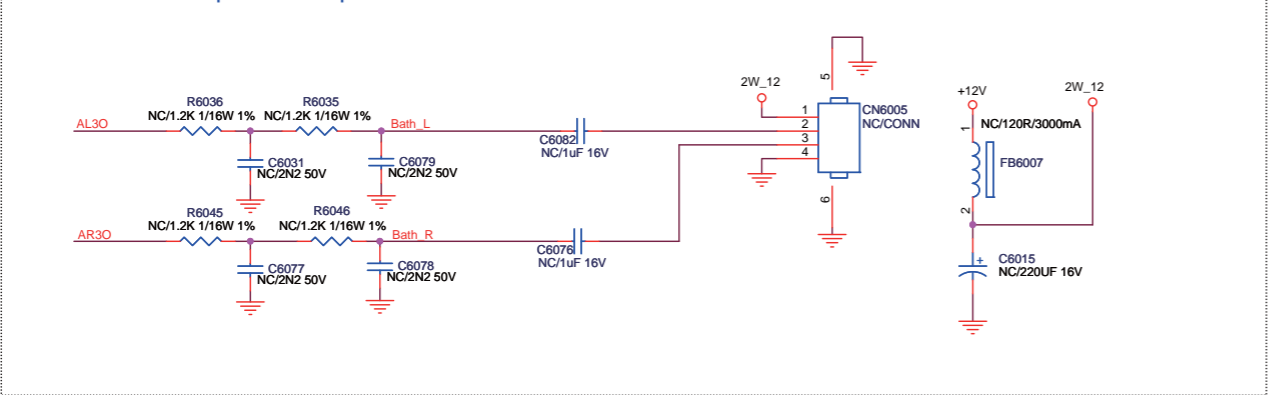 5
2W_12
+12V
2W_12
R6036
NC/1.2K 1/16W 1%
R6035
NC/1.2K 1/16W 1%
AL3O
Bath_L
C6082
NC/1uF 16V
1
2
3
4
CN6005
NC/CONN
1
NC/120R/3000mA
FB6007
2
C6031
NC/2N2 50V
C6079
NC/2N2 50V
6
R6045
NC/1.2K 1/16W 1%
R6046
NC/1.2K 1/16W 1%
AR3O
Bath_R
C6076
NC/1uF 16V
C6077
NC/2N2 50V
C6078
NC/2N2 50V
+
C6015
NC/220UF 16V